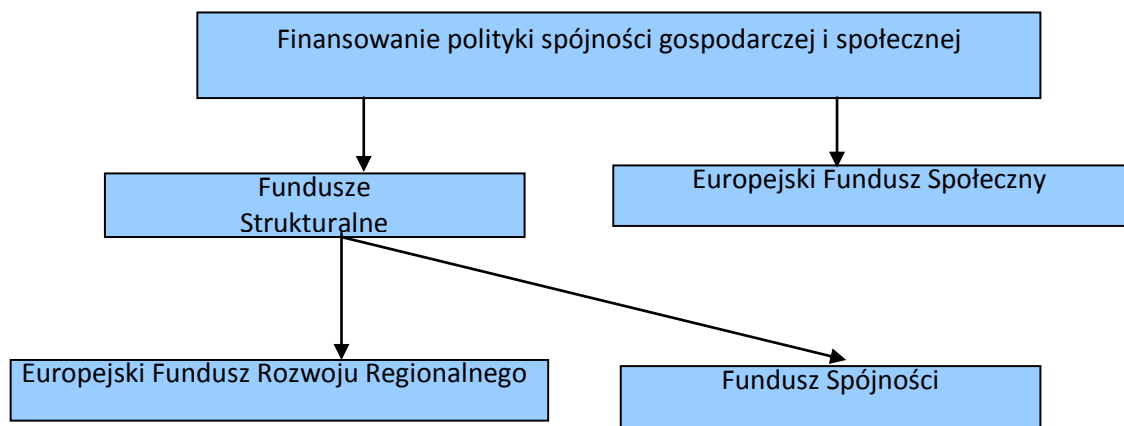 Finansowanie polityki spójności gospodarczej i społecznej
Fundusze
Strukturalne
Europejski Fundusz Społeczny
Europejski Fundusz Rozwoju Regionalnego
Fundusz Spójności